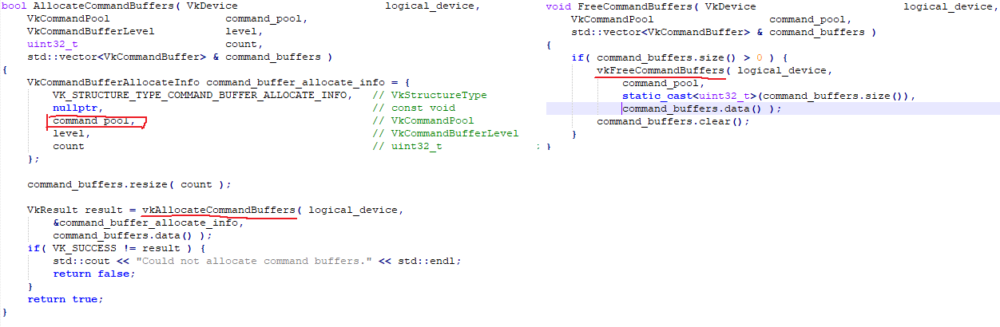 bool AllocateCommandBuffers( VkDevice logical_device,
VkCommandPool command_pool,
VkCommandBufferLevel level,
uint32_t count,
std::vector<VkCommandBuffer> & command_buffers )
{
VkCommandBufferAllocateInfo command_buffer_allocate_info = {
VK_STRUCTURE_TYPE_COMMAND_BUFFER_ALLOCATE_INFO, // VkStructureType
nullptr, // const void
command_pool, // VkCommandPool
level, // VkCommandBufferLevel
count // uint32_t
};
command_buffers.resize( count );
VkResult result = vkAllocateCommandBuffers( logical_device,
&command_buffer_allocate_info,
command_buffers.data() );
if( VK_SUCCESS != result ) {
std::cout << "Could not allocate command buffers." << std::endl;
return false;
}
return true;
}
void FreeCommandBuffers( VkDevice logical_device,
VkCommandPool command_pool,
std::vector<VkCommandBuffer> & command_buffers )
{
if( command_buffers.size() > 0 ) {
vkFreeCommandBuffers( logical_device,
command_pool,
static_cast<uint32_t>(command_buffers.size()),
command_buffers.data() );
command_buffers.clear();
}
; }